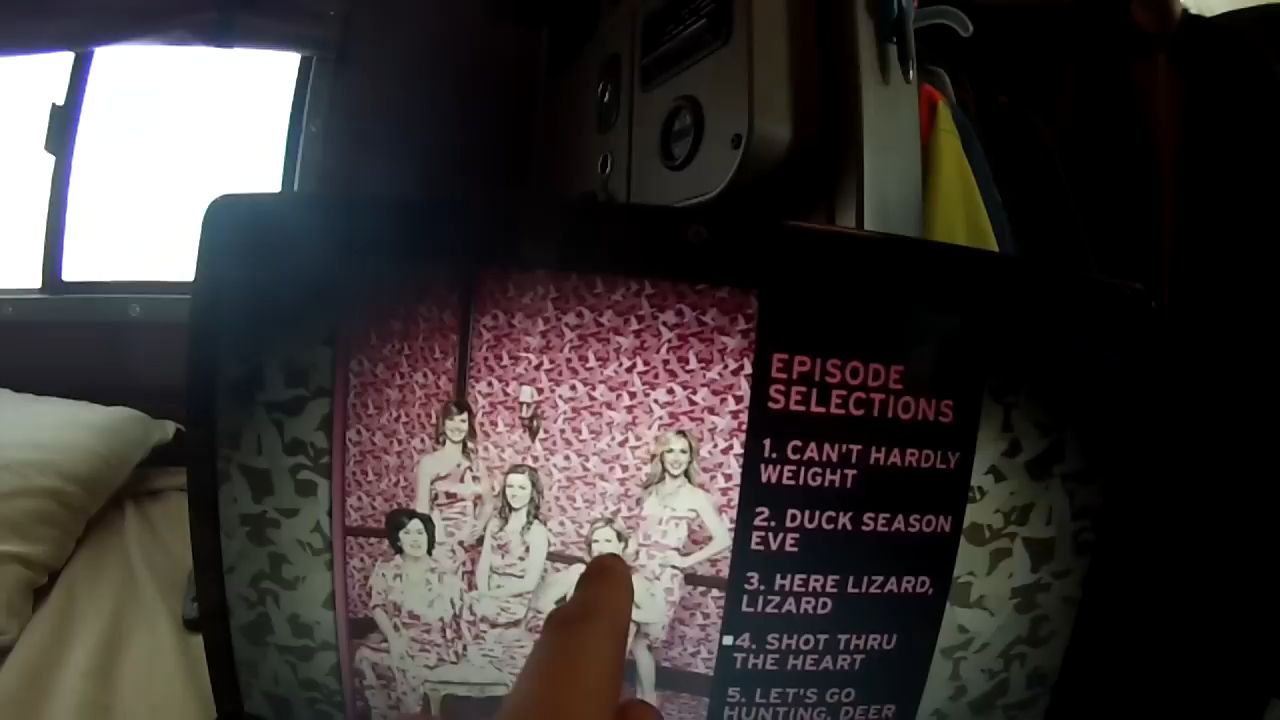 EPISODE
SELECTIONS
1. CAN'T HARDLY
WEIGHT
2. DUCK SEASON
EVE
3. HERE LIZARD,
LIZARD
4. SHOT THRU
THE HEART
5. LET'S GO
HUNTING, DEER